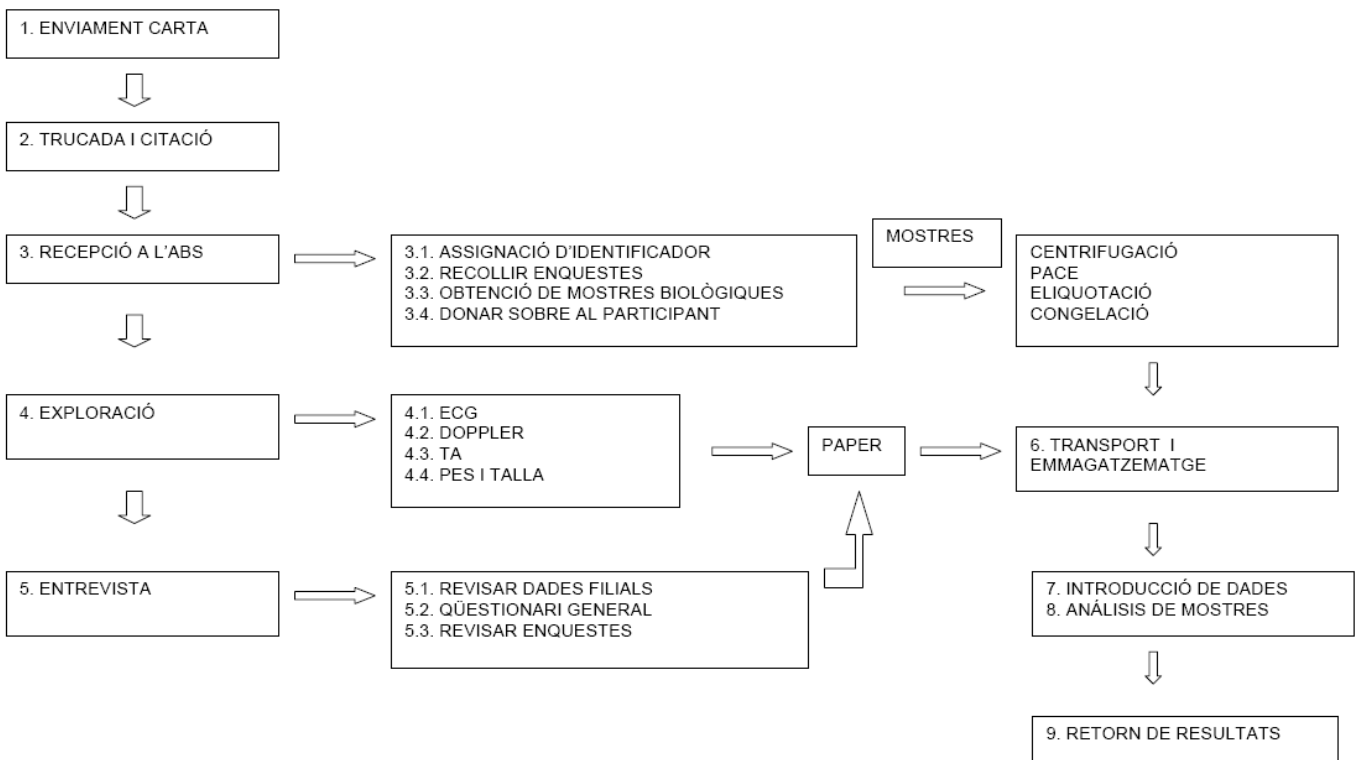 1. ENVIAMENT CARTA
2. TRUCADA I CITACIÓ
3. RECEPCIÓ A L'ABS
3.1. ASSIGNACIÓ D'IDENTIFICADOR
3.2. RECOLLIR ENQUESTES
3.3. OBTENCIÓ DE MOSTRES BIOLÒGIQUES
3.4. DONAR SOBRE AL PARTICIPANT
MOSTRES
CENTRIFUGACIÓ
PACE
ELIQUOTACIÓ
CONGELACIÓ
4. EXPLORACIÓ
4.1. ECG
4.2. DOPPLER
4.3. TA
4.4. PES I TALLA
PAPER
6. TRANSPORT I
EMMAGATZEMATGE
5. ENTREVISTA
5.1. REVISAR DADES FILIALS
5.2. QÜESTIONARI GENERAL
5.3. REVISAR ENQUESTES
7. INTRODUCCIÓ DE DADES
8. ANÁLISIS DE MOSTRES
9. RETORN DE RESULTATS